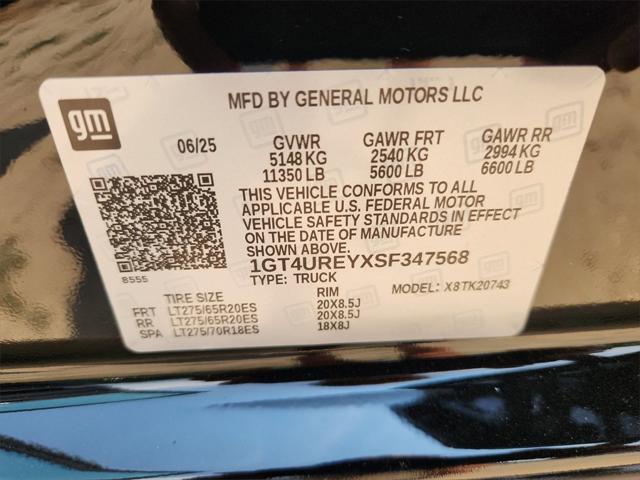 gm
MFD BY GENERAL MOTORS LLC
06/25 GVWR GAWR FRT GAWR RR
5148 KG 2540 KG 2994 KG
11350 LB 5600 LB 6600 LB
THIS VEHICLE CONFORMS TO ALL
APPLICABLE U.S. FEDERAL MOTOR
VEHICLE SAFETY STANDARDS IN EFFECT
ON THE DATE OF MANUFACTURE
SHOWN ABOVE.
8555 1GT4UREYXSF347568
TYPE: TRUCK MODEL: X8TK20743
TIRE SIZE RIM
FRT LT275/65R20ES 20X8.5J
RR LT275/65R20ES 20X8.5J
SPA LT275/70R18ES 18X8J